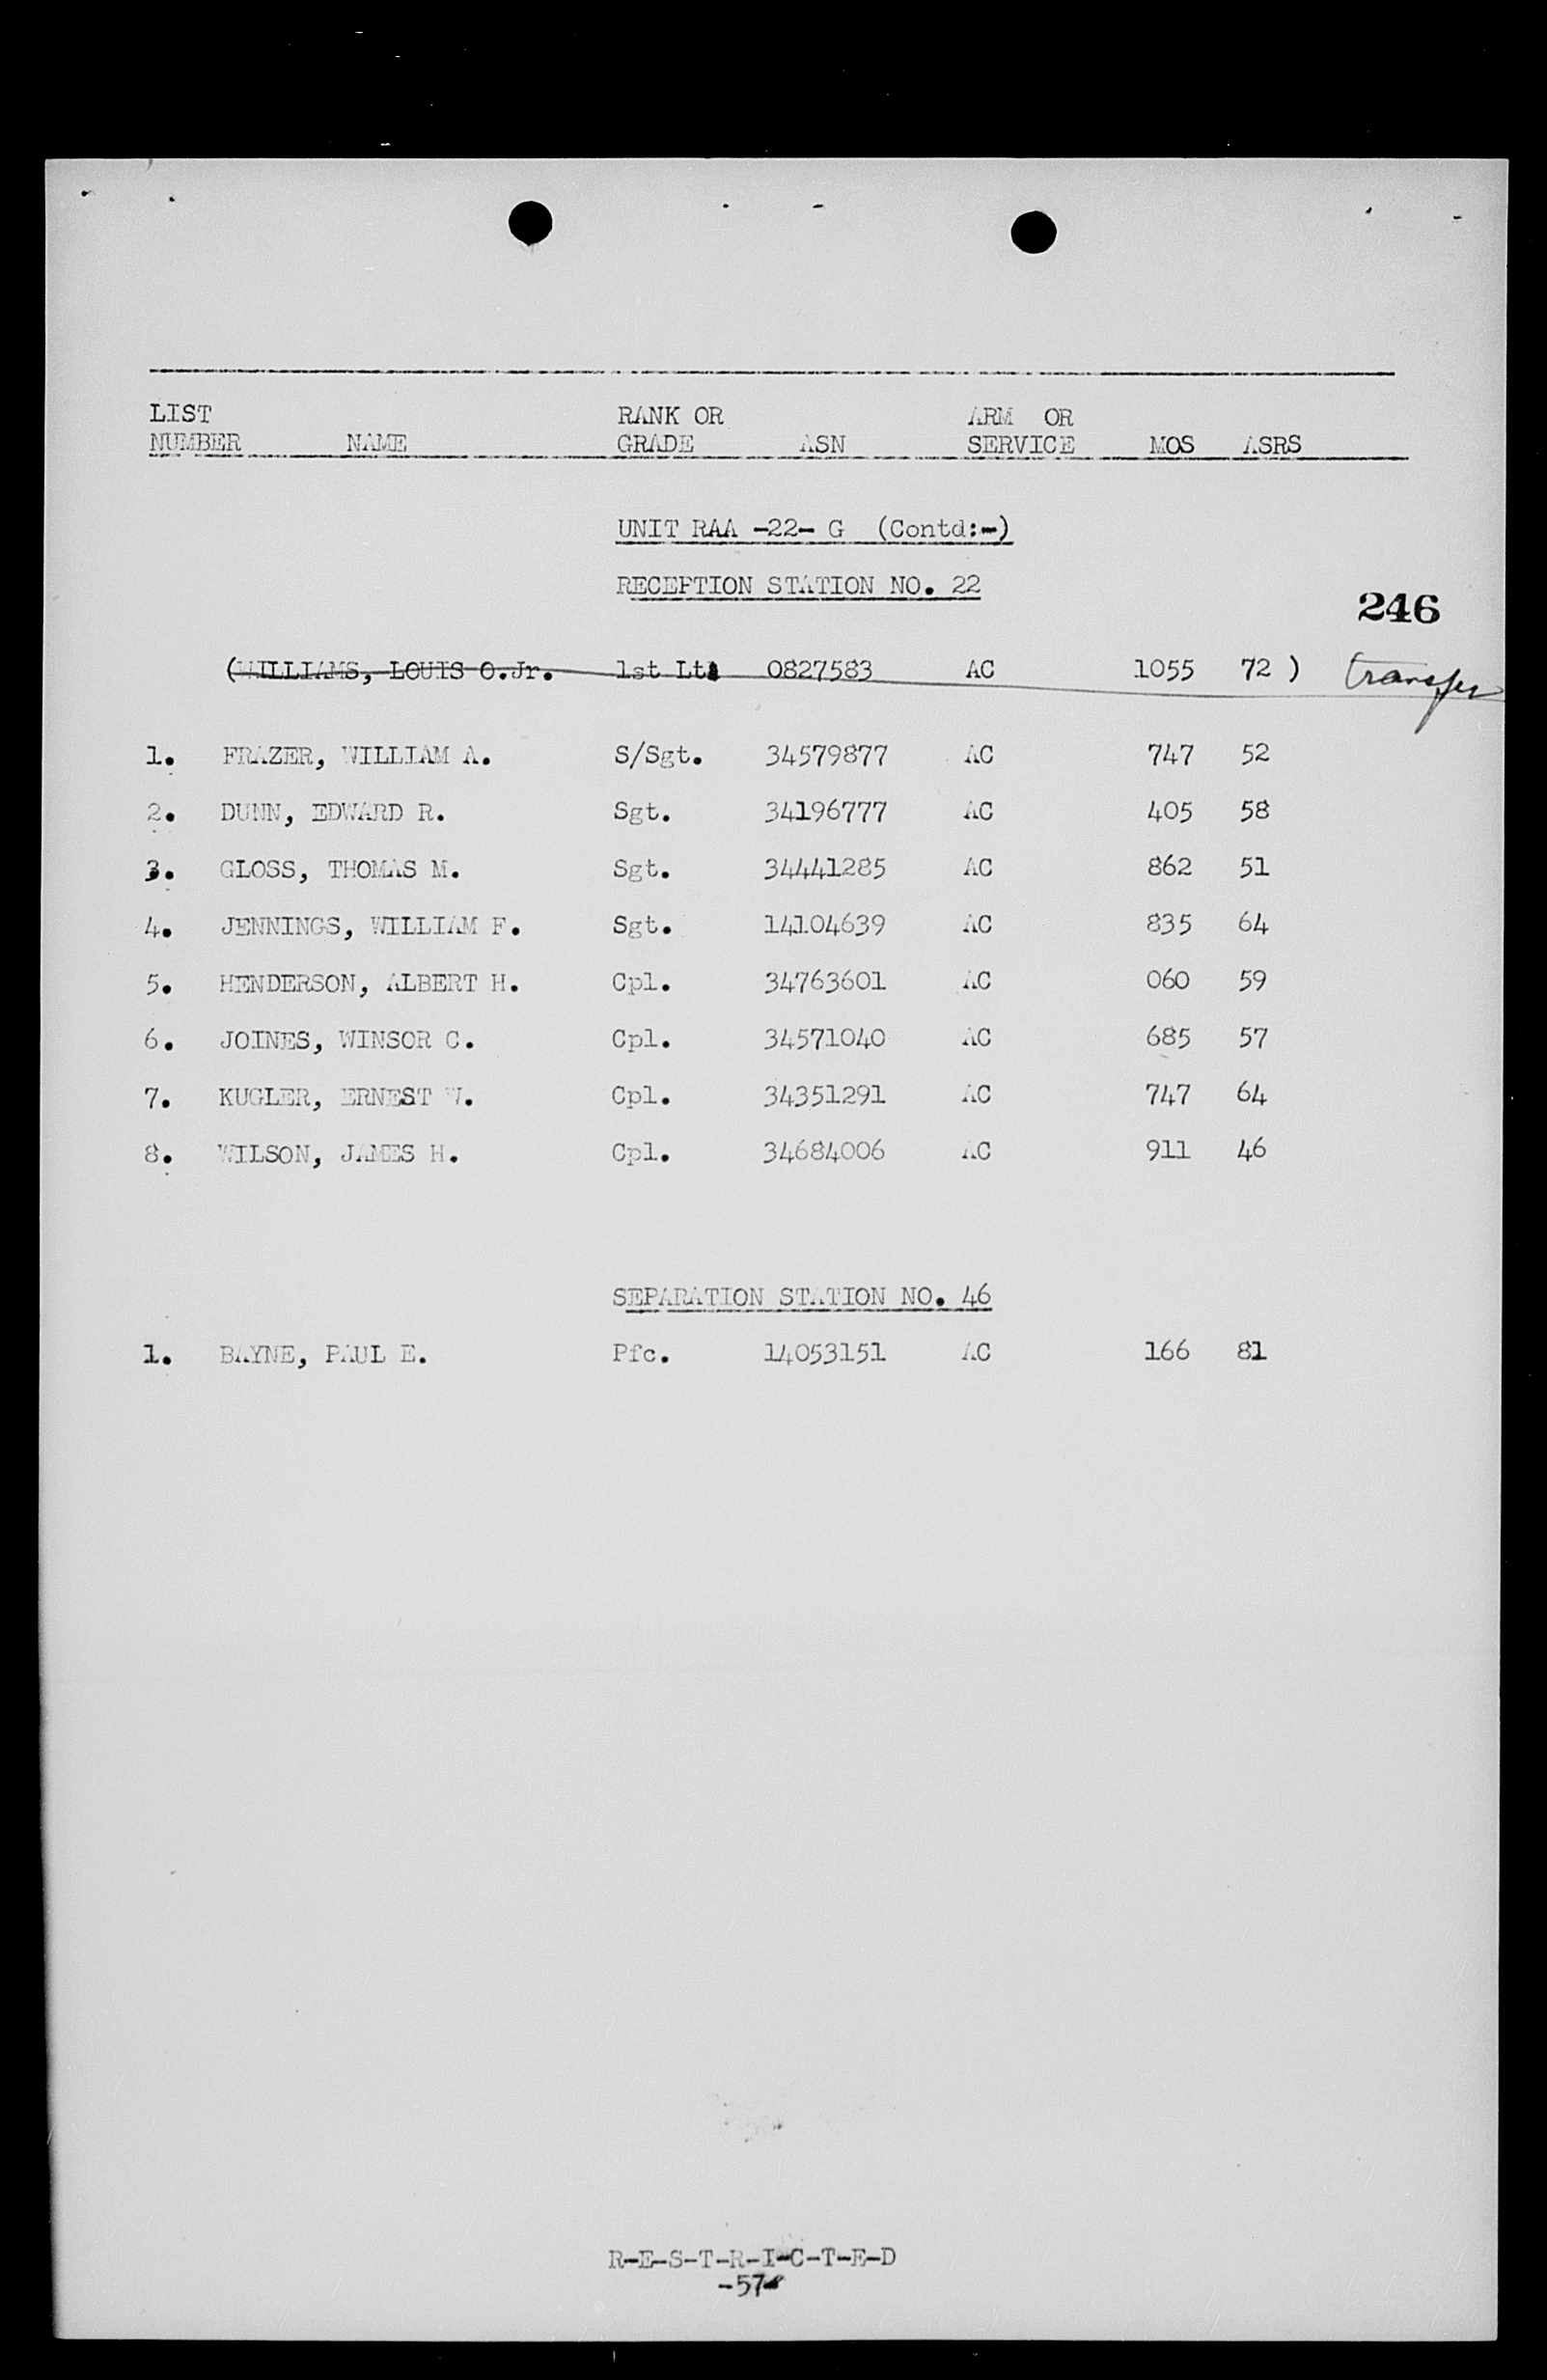 LIST RANK OR ARM OR
NUMBER NAME GRADE ASN SERVICE MOS ASRS
UNIT RAA -22- G (Contd:-)
RECEPTION STATION NO. 22
246
(WILLIAMS, LOUIS O.Jr. 1st Lt. 0827583 AC 1055 72 ) transfer
1. FRAZER, WILLIAM A. S/Sgt. 34579877 AC 747 52
2. DUNN, EDWARD R. Sgt. 34196777 AC 405 58
3. GLOSS, THOMAS M. Sgt. 34441285 AC 862 51
4. JENNINGS, WILLIAM F. Sgt. 14104639 AC 835 64
5. HENDERSON, ALBERT H. Cpl. 34763601 AC 060 59
6. JOINES, WINSOR C. Cpl. 34571040 AC 685 57
7. KUGLER, ERNEST W. Cpl. 34351291 AC 747 64
8. WILSON, JAMES H. Cpl. 34684006 AC 911 46
SEPARATION STATION NO. 46
1. BAYNE, PAUL E. Pfc. 14053151 AC 166 81
R-E-S-T-R-I-C-T-E-D
-57-